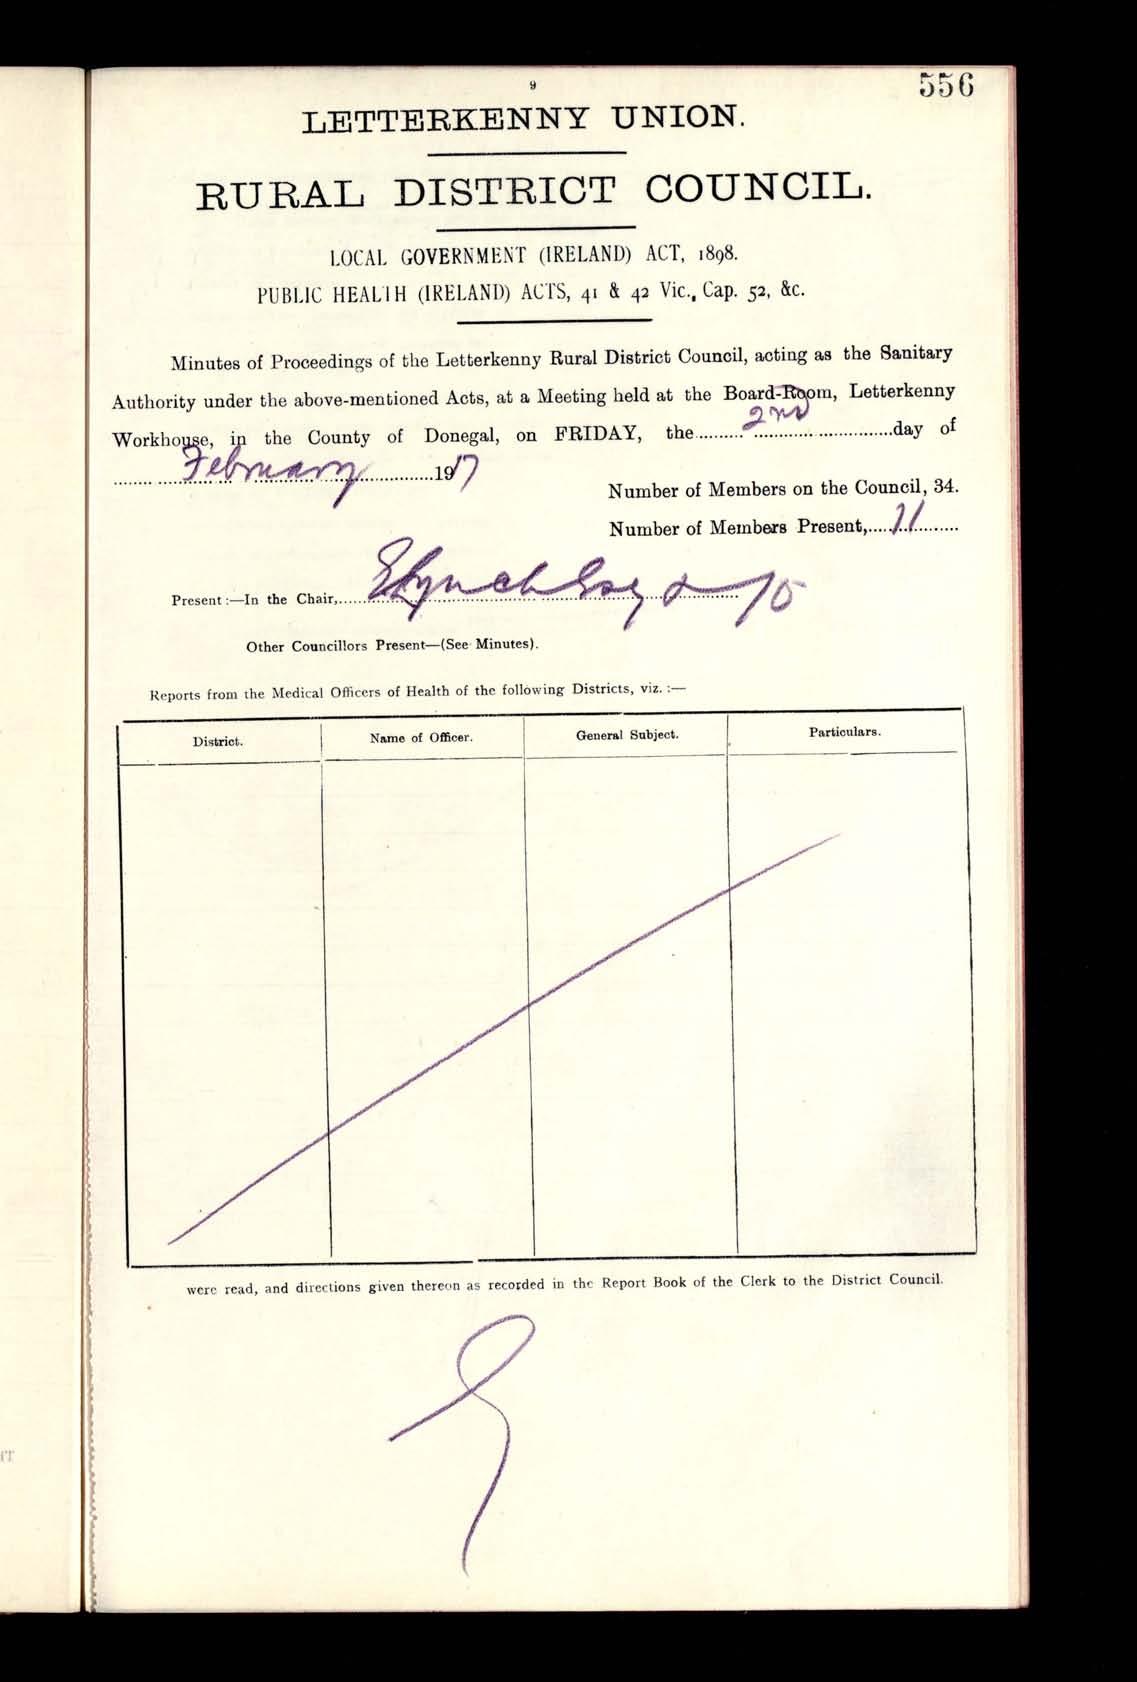 556
9
LETTERKENNY UNION.
RURAL DISTRICT COUNCIL.
LOCAL GOVERNMENT (IRELAND) ACT, 1898.
PUBLIC HEALTH (IRELAND) ACTS, 41 & 42 Vic., Cap. 52, &c.
Minutes of Proceedings of the Letterkenny Rural District Council, acting as the Sanitary
Authority under the above-mentioned Acts, at a Meeting held at the Board-Room, Letterkenny
Workhouse, in the County of Donegal, on FRIDAY, the 2nd day of
February 1917
Number of Members on the Council, 34.
Number of Members Present, 11
Present:—In the Chair, E Lynch Esq & 10
Other Councillors Present—(See Minutes).
Reports from the Medical Officers of Health of the following Districts, viz.:—
District. Name of Officer. General Subject. Particulars.
were read, and directions given thereon as recorded in the Report Book of the Clerk to the District Council.